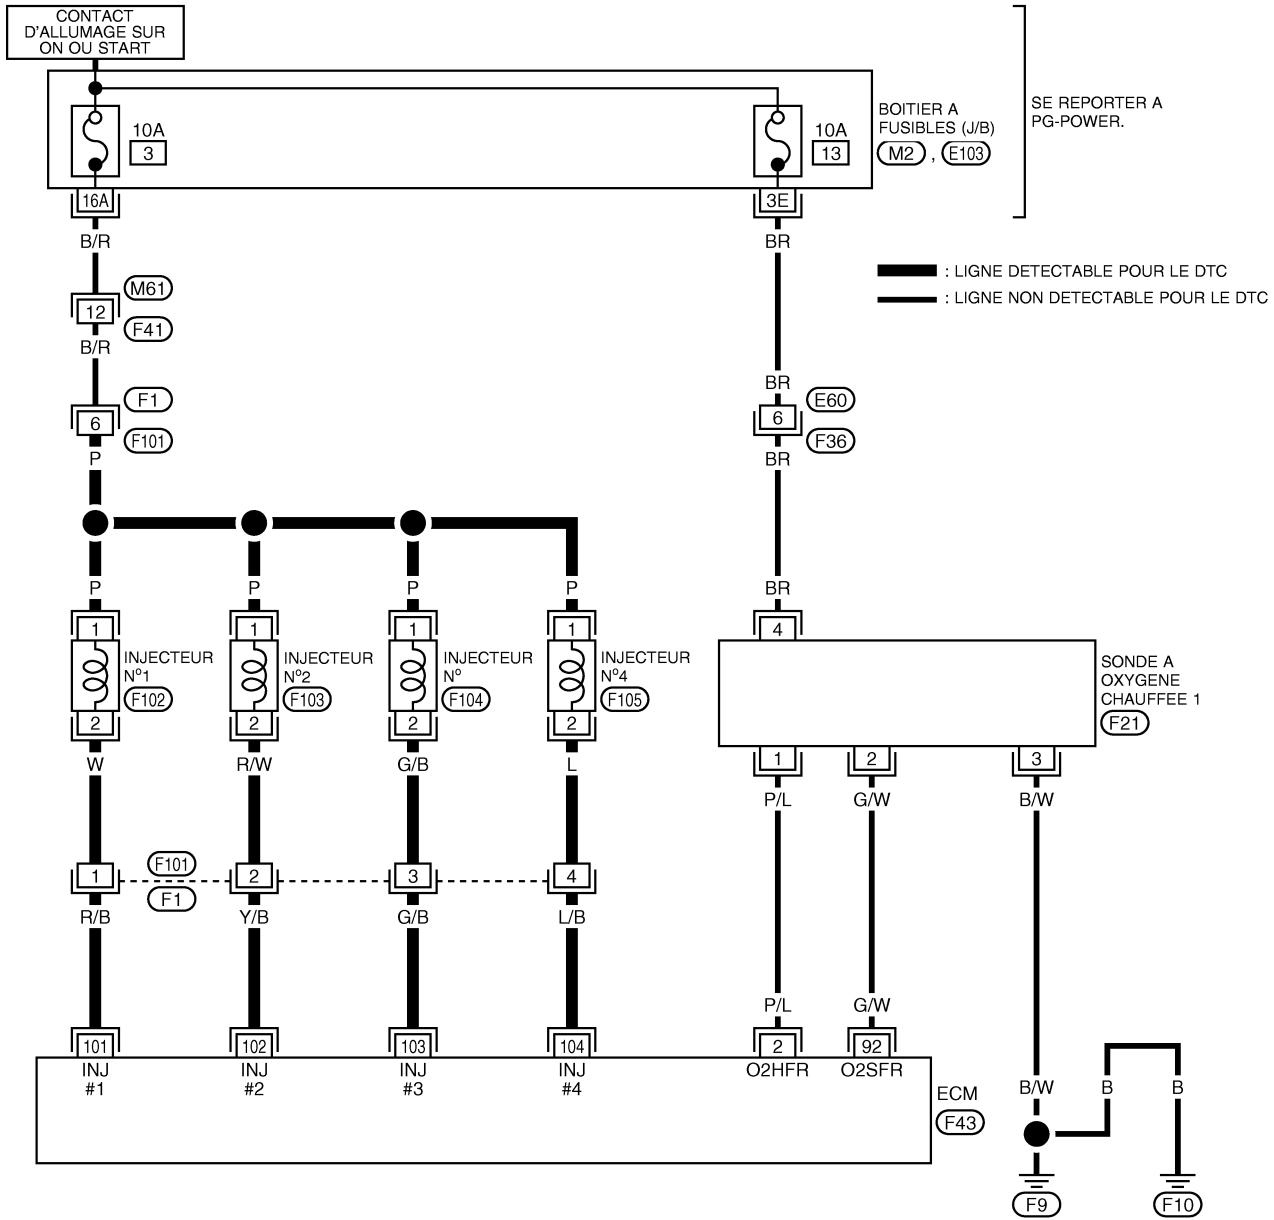 CONTACT
D'ALLUMAGE SUR
ON OU START
10A
3
10A
13
BOITIER A
FUSIBLES (J/B)
M2 , E103
SE REPORTER A
PG-POWER.
16A
3E
B/R
BR
: LIGNE DETECTABLE POUR LE DTC
: LIGNE NON DETECTABLE POUR LE DTC
M61
12
F41
B/R
BR
F1
E60
6
6
F101
F36
P
BR
P
P
P
P
BR
1
1
1
1
4
INJECTEUR
Nº1
F102
INJECTEUR
Nº2
F103
INJECTEUR
Nº
F104
INJECTEUR
Nº4
F105
SONDE A
OXYGENE
CHAUFFEE 1
F21
2
2
2
2
1
2
3
W
R/W
G/B
L
P/L
G/W
B/W
F101
1
2
3
4
F1
R/B
Y/B
G/B
L/B
P/L
G/W
101
102
103
104
2
92
INJ
#1
INJ
#2
INJ
#3
INJ
#4
O2HFR
O2SFR
ECM
F43
B/W
B
B
F9
F10